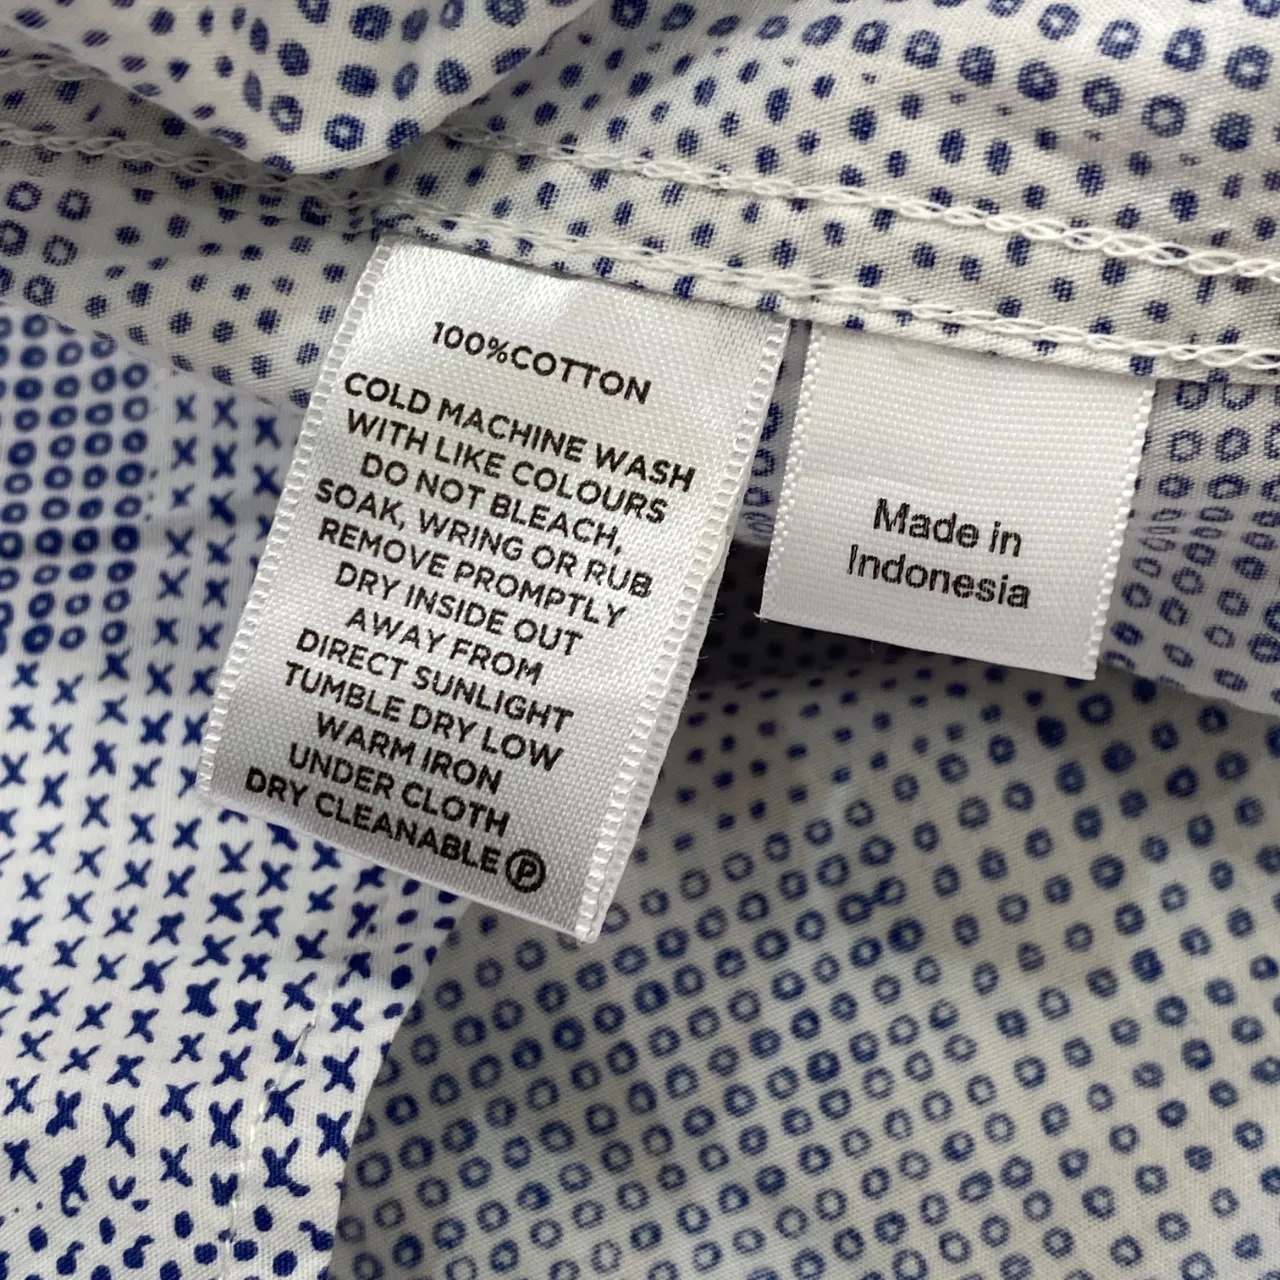 100%COTTON
COLD MACHINE WASH
WITH LIKE COLOURS
DO NOT BLEACH,
SOAK, WRING OR RUB
REMOVE PROMPTLY
DRY INSIDE OUT
AWAY FROM
DIRECT SUNLIGHT
TUMBLE DRY LOW
WARM IRON
UNDER CLOTH
DRY CLEANABLE Ⓟ
Made in
Indonesia